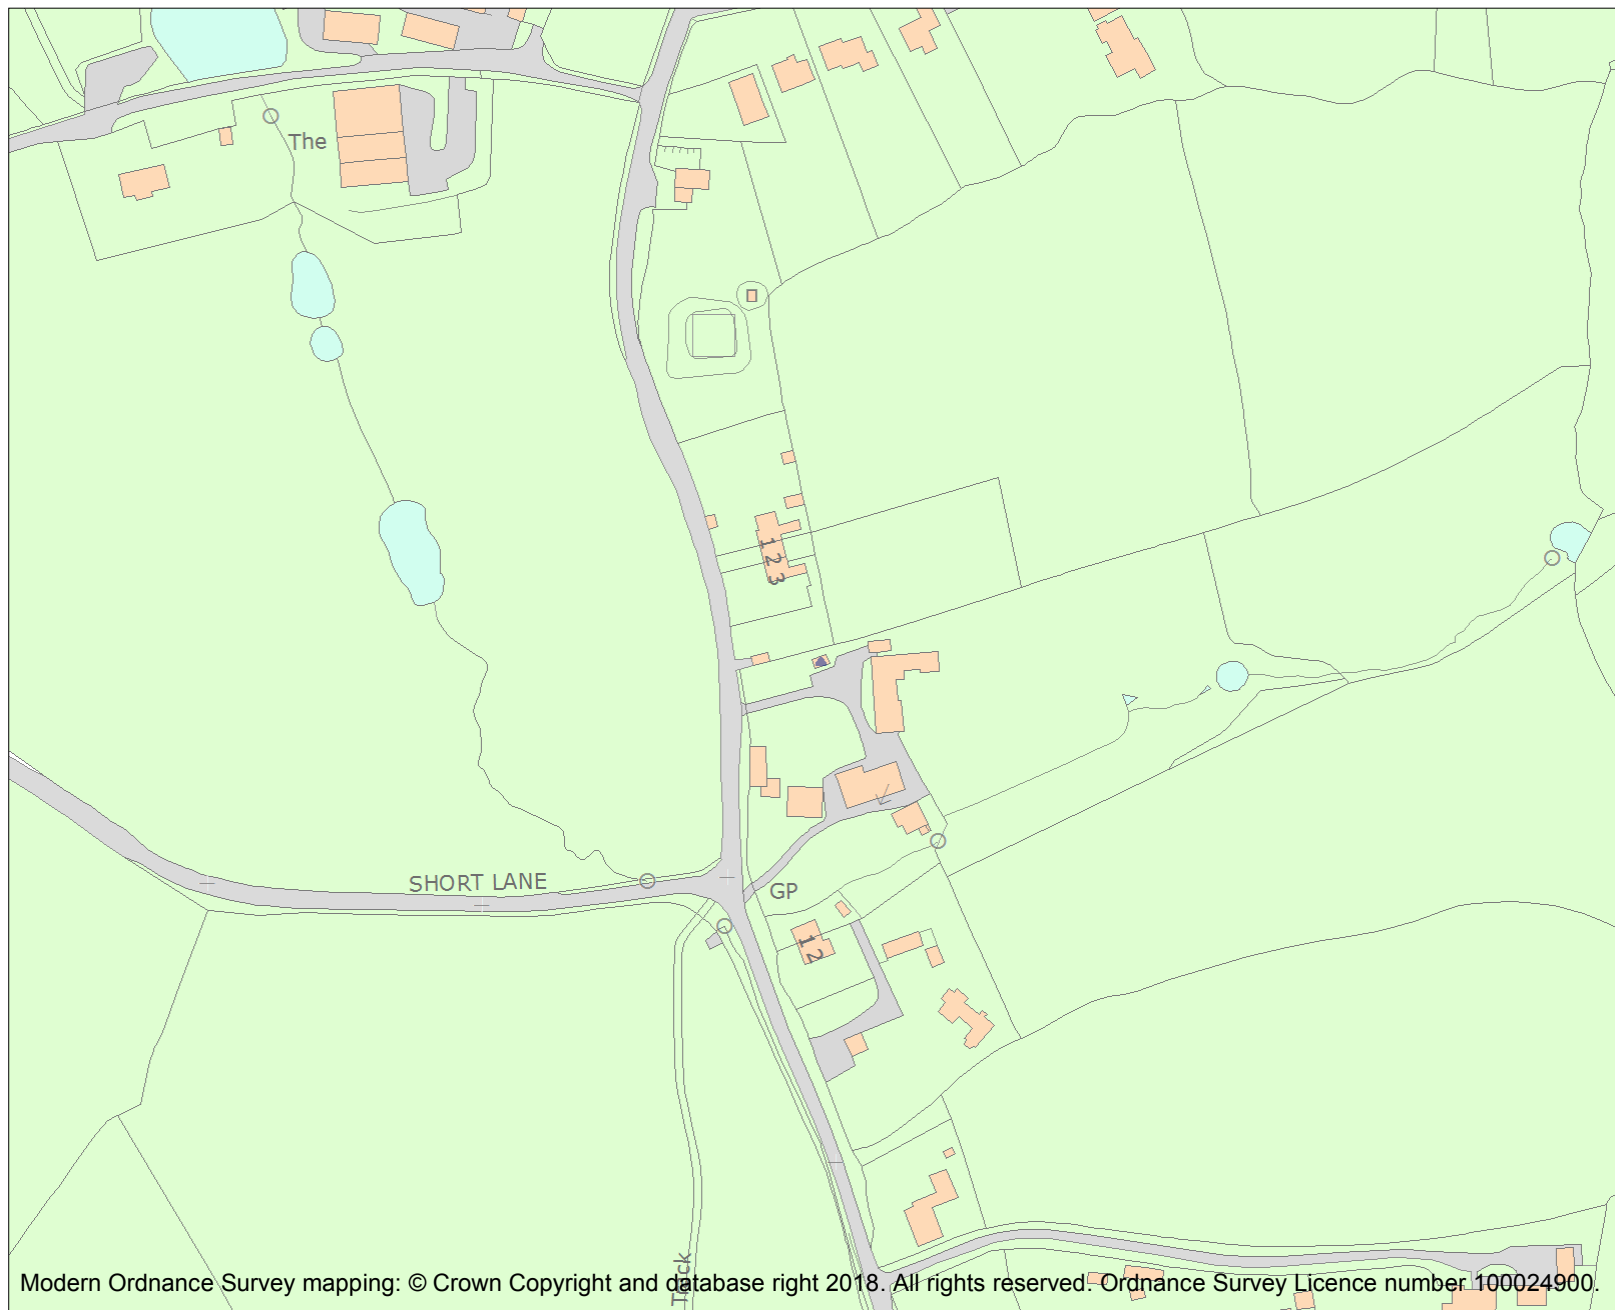 The
1 2 3
SHORT LANE
GP
1 2
Track
Modern Ordnance Survey mapping: © Crown Copyright and database right 2018. All rights reserved. Ordnance Survey Licence number 100024900.